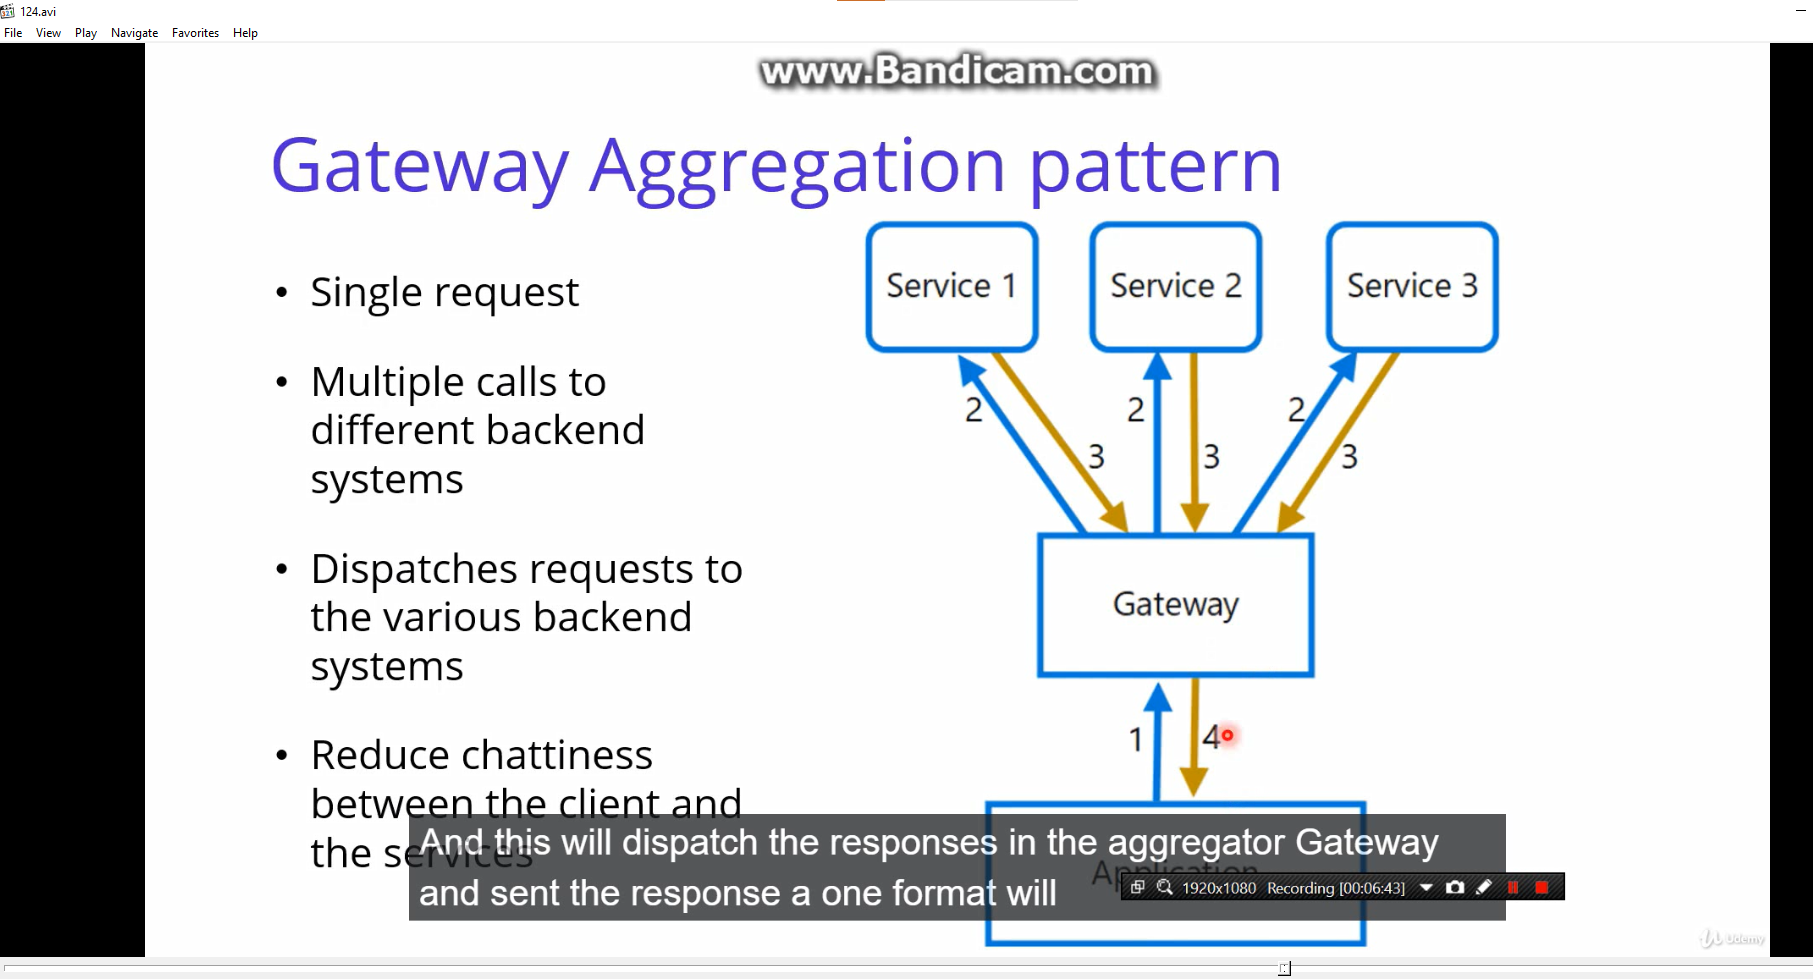 124.avi
File View Play Navigate Favorites Help
www.Bandicam.com
Gateway Aggregation pattern
• Single request
• Multiple calls to
different backend
systems
• Dispatches requests to
the various backend
systems
• Reduce chattiness
between the client and
the services
Service 1
Service 2
Service 3
2
3
2
3
2
3
Gateway
1
4
Application
And this will dispatch the responses in the aggregator Gateway
and sent the response a one format will
1920x1080 Recording [00:06:43]
Udemy